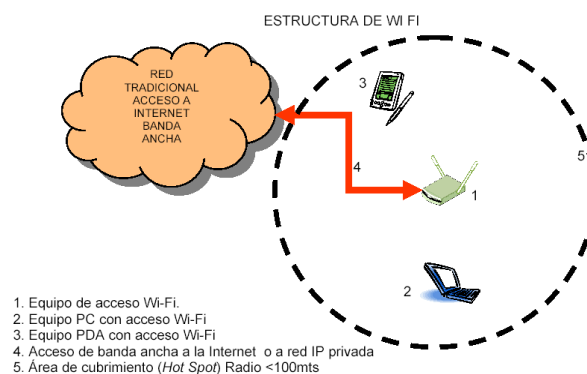 ESTRUCTURA DE WI FI
RED
TRADICIONAL
ACCESO A
INTERNET
BANDA
ANCHA
3
5
4
1
2
1. Equipo de acceso Wi-Fi.
2. Equipo PC con acceso Wi-Fi
3. Equipo PDA con acceso Wi-Fi
4. Acceso de banda ancha a la Internet o a red IP privada
5. Área de cubrimiento (Hot Spot) Radio <100mts